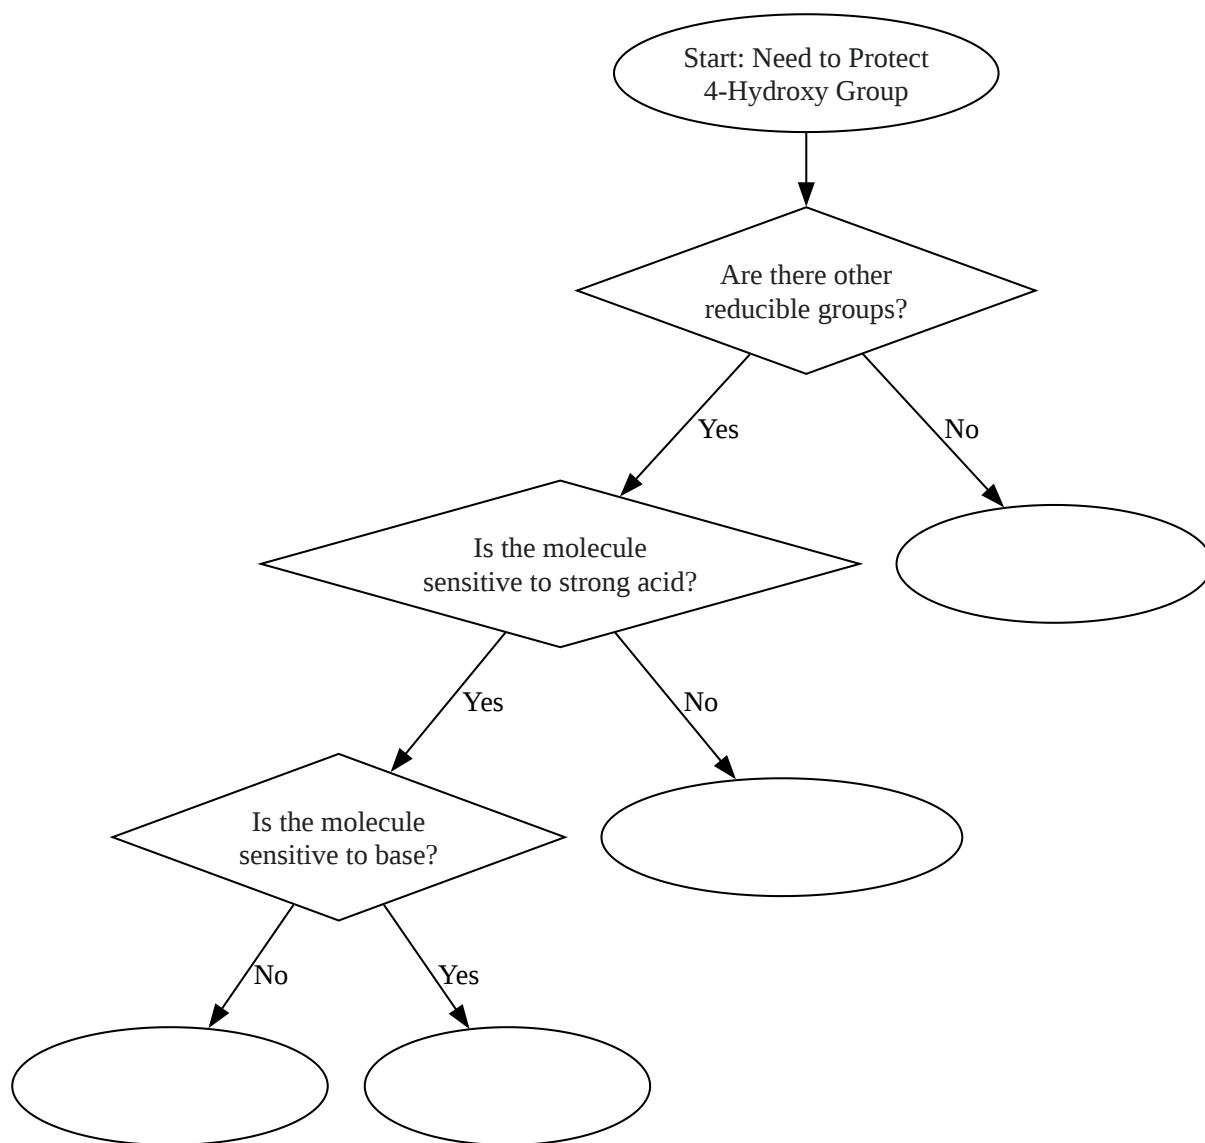 Start: Need to Protect
4-Hydroxy Group
Are there other
reducible groups?
Yes
No
Is the molecule
sensitive to strong acid?
Yes
No
Is the molecule
sensitive to base?
No
Yes